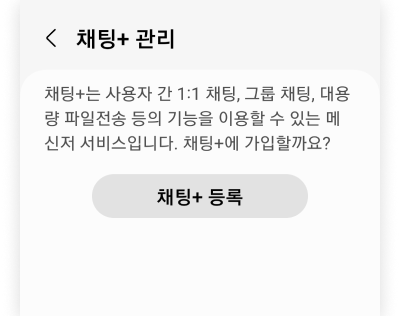 채팅+ 관리
채팅+는 사용자 간 1:1 채팅, 그룹 채팅, 대용
량 파일전송 등의 기능을 이용할 수 있는 메
신저 서비스입니다. 채팅+에 가입할까요?
채팅+ 등록